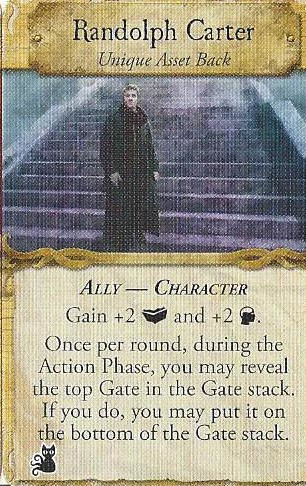 Randolph Carter
Unique Asset Back
ALLY — CHARACTER
Gain +2 and +2 .
Once per round, during the
Action Phase, you may reveal
the top Gate in the Gate stack.
If you do, you may put it on
the bottom of the Gate stack.